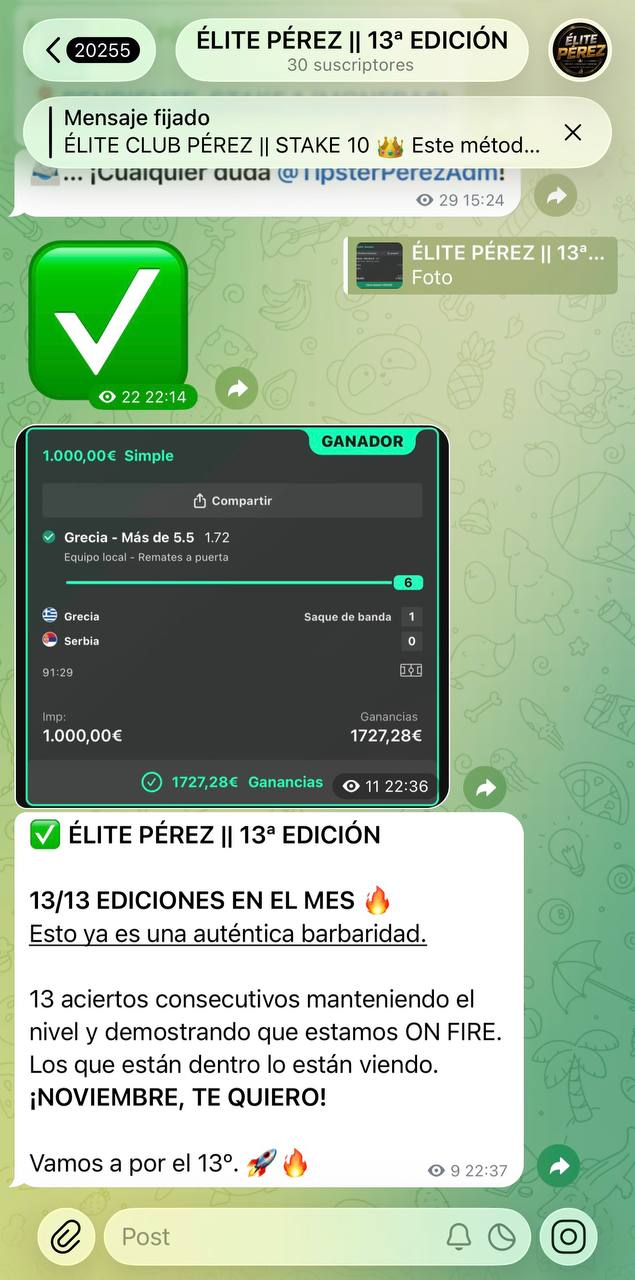 20255
ÉLITE PÉREZ || 13ª EDICIÓN
30 suscriptores
ÉLITE
PÉREZ
Mensaje fijado
ÉLITE CLUB PÉREZ || STAKE 10 👑 Este métod...
... ¡Cualquier duda @TipsterPerezAdm!
29 15:24
ÉLITE PÉREZ || 13ª...
Foto
22 22:14
GANADOR
1.000,00€ Simple
Compartir
Grecia - Más de 5.5 1.72
Equipo local - Remates a puerta
6
Grecia Saque de banda 1
Serbia 0
91:29
Imp: Ganancias
1.000,00€ 1727,28€
1727,28€ Ganancias
11 22:36
✅ ÉLITE PÉREZ || 13ª EDICIÓN
13/13 EDICIONES EN EL MES 🔥
Esto ya es una auténtica barbaridad.
13 aciertos consecutivos manteniendo el
nivel y demostrando que estamos ON FIRE.
Los que están dentro lo están viendo.
¡NOVIEMBRE, TE QUIERO!
Vamos a por el 13º. 🚀🔥
9 22:37
Post